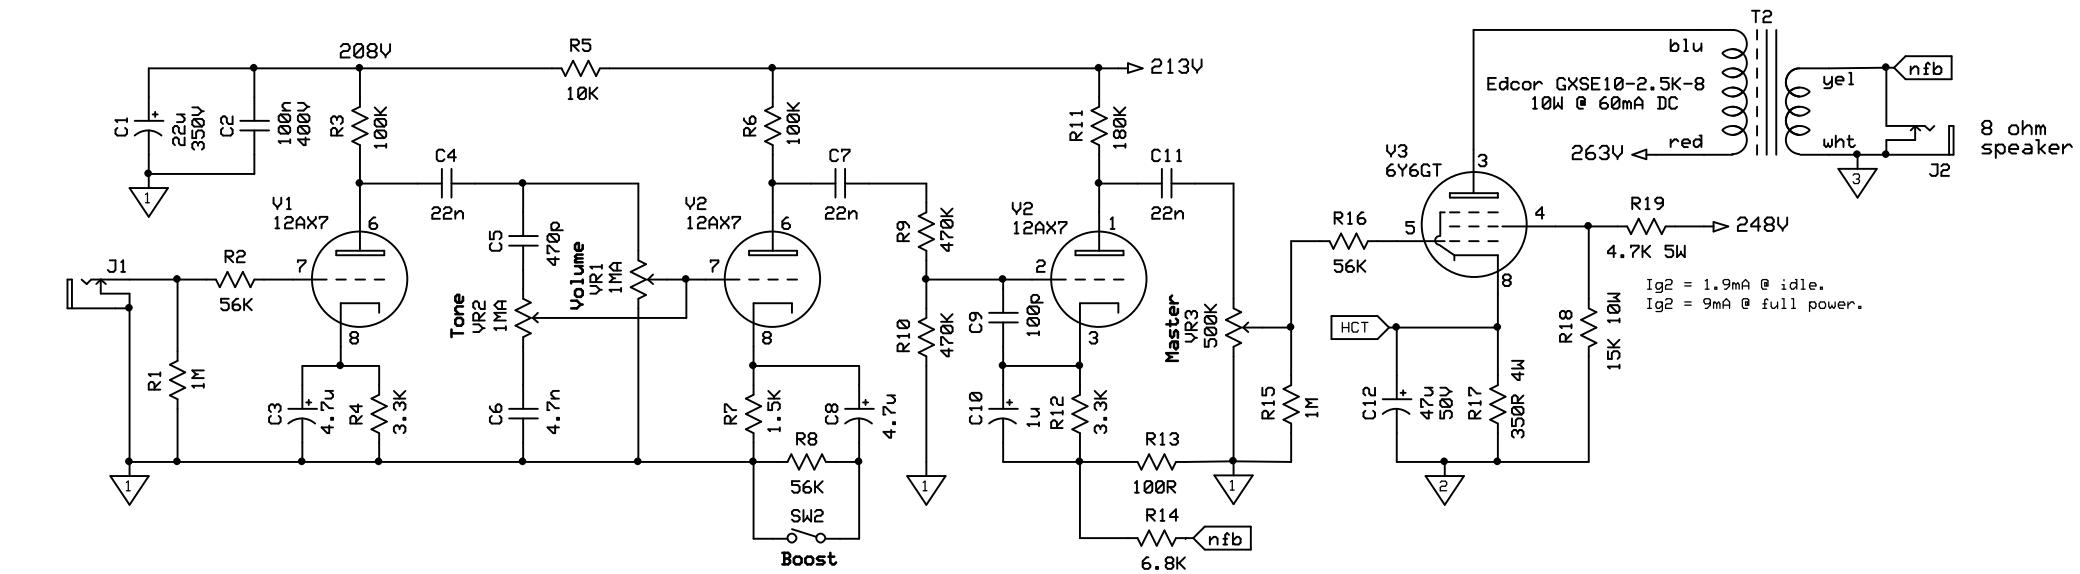 T2
208V
R5
10K
213V
blu
yel
nfb
Edcor GXSE10-2.5K-8
10W @ 60mA DC
C1
22u
350V
C2
100n
400V
R3
100K
R6
100K
R11
180K
263V
red
wht
8 ohm
speaker
J2
3
C4
22n
C7
22n
C11
22n
V3
6Y6GT
3
1
V1
12AX7
6
C5
470p
Volume
VR1
1MA
V2
12AX7
6
R9
470K
V2
12AX7
1
R16
56K
5
4
R19
4.7K 5W
248V
J1
R2
56K
7
7
2
8
Ig2 = 1.9mA @ idle.
Ig2 = 9mA @ full power.
Tone
VR2
1MA
R10
470K
C9
100p
Master
VR3
500K
HCT
R18
15K 10W
8
8
3
R1
1M
C3
4.7u
R4
3.3K
C6
4.7n
R7
1.5K
C8
4.7u
C10
1u
R12
3.3K
R15
1M
C12
47u
50V
R17
350R 4W
R8
56K
R13
100R
1
1
1
2
SW2
Boost
R14
6.8K
nfb